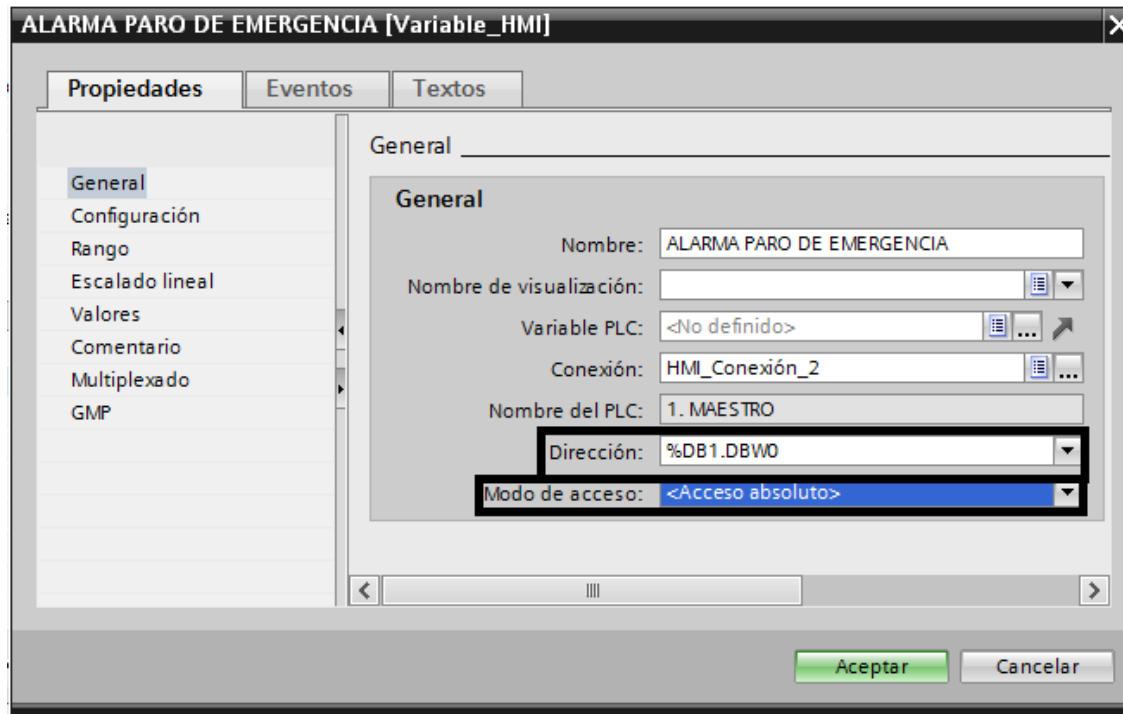 ALARMA PARO DE EMERGENCIA [Variable_HMI]
Propiedades Eventos Textos
General
General
Configuración
Rango
Escalado lineal
Valores
Comentario
Multiplexado
GMP
General
Nombre: ALARMA PARO DE EMERGENCIA
Nombre de visualización:
Variable PLC: <No definido>
Conexión: HMI_Conexión_2
Nombre del PLC: 1. MAESTRO
Dirección: %DB1.DBW0
Modo de acceso: <Acceso absoluto>
Aceptar Cancelar